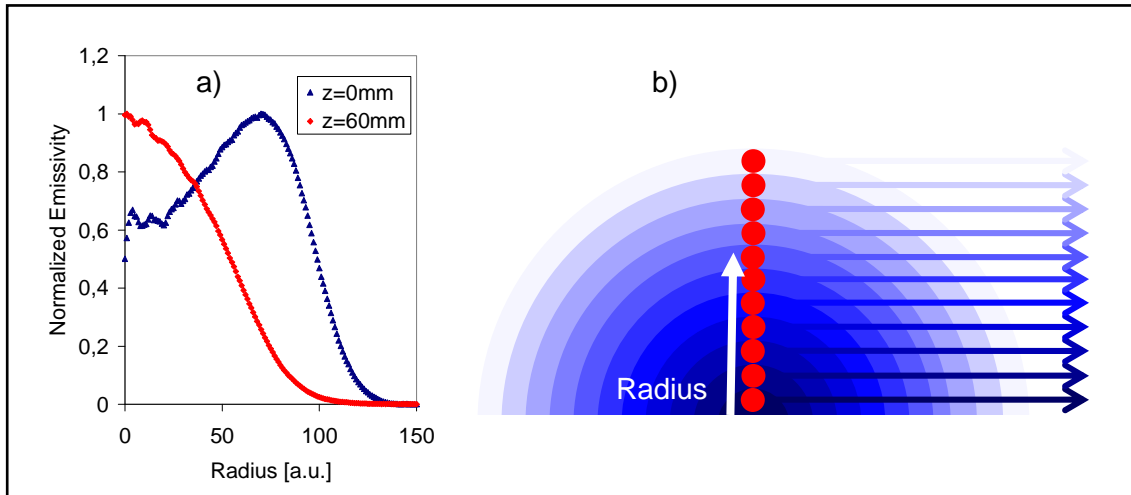 a)
b)
z=0mm
z=60mm
Normalized Emissivity
1,2
1
0,8
0,6
0,4
0,2
0
0
50
100
150
Radius [a.u.]
Radius